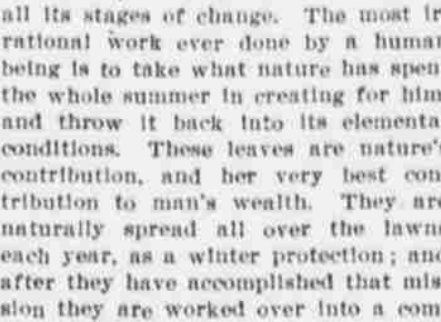 all its stages of change. The most ir
rational work ever done by a human
being is to take what nature has spen
the whole summer in creating for him
and throw it back into its elementa
conditions. These leaves are nature's
contribution, and her very best con
tribution to man's wealth. They are
naturally spread all over the lawns
each year, as a winter protection; and
after they have accomplished that mis
sion they are worked over into a com